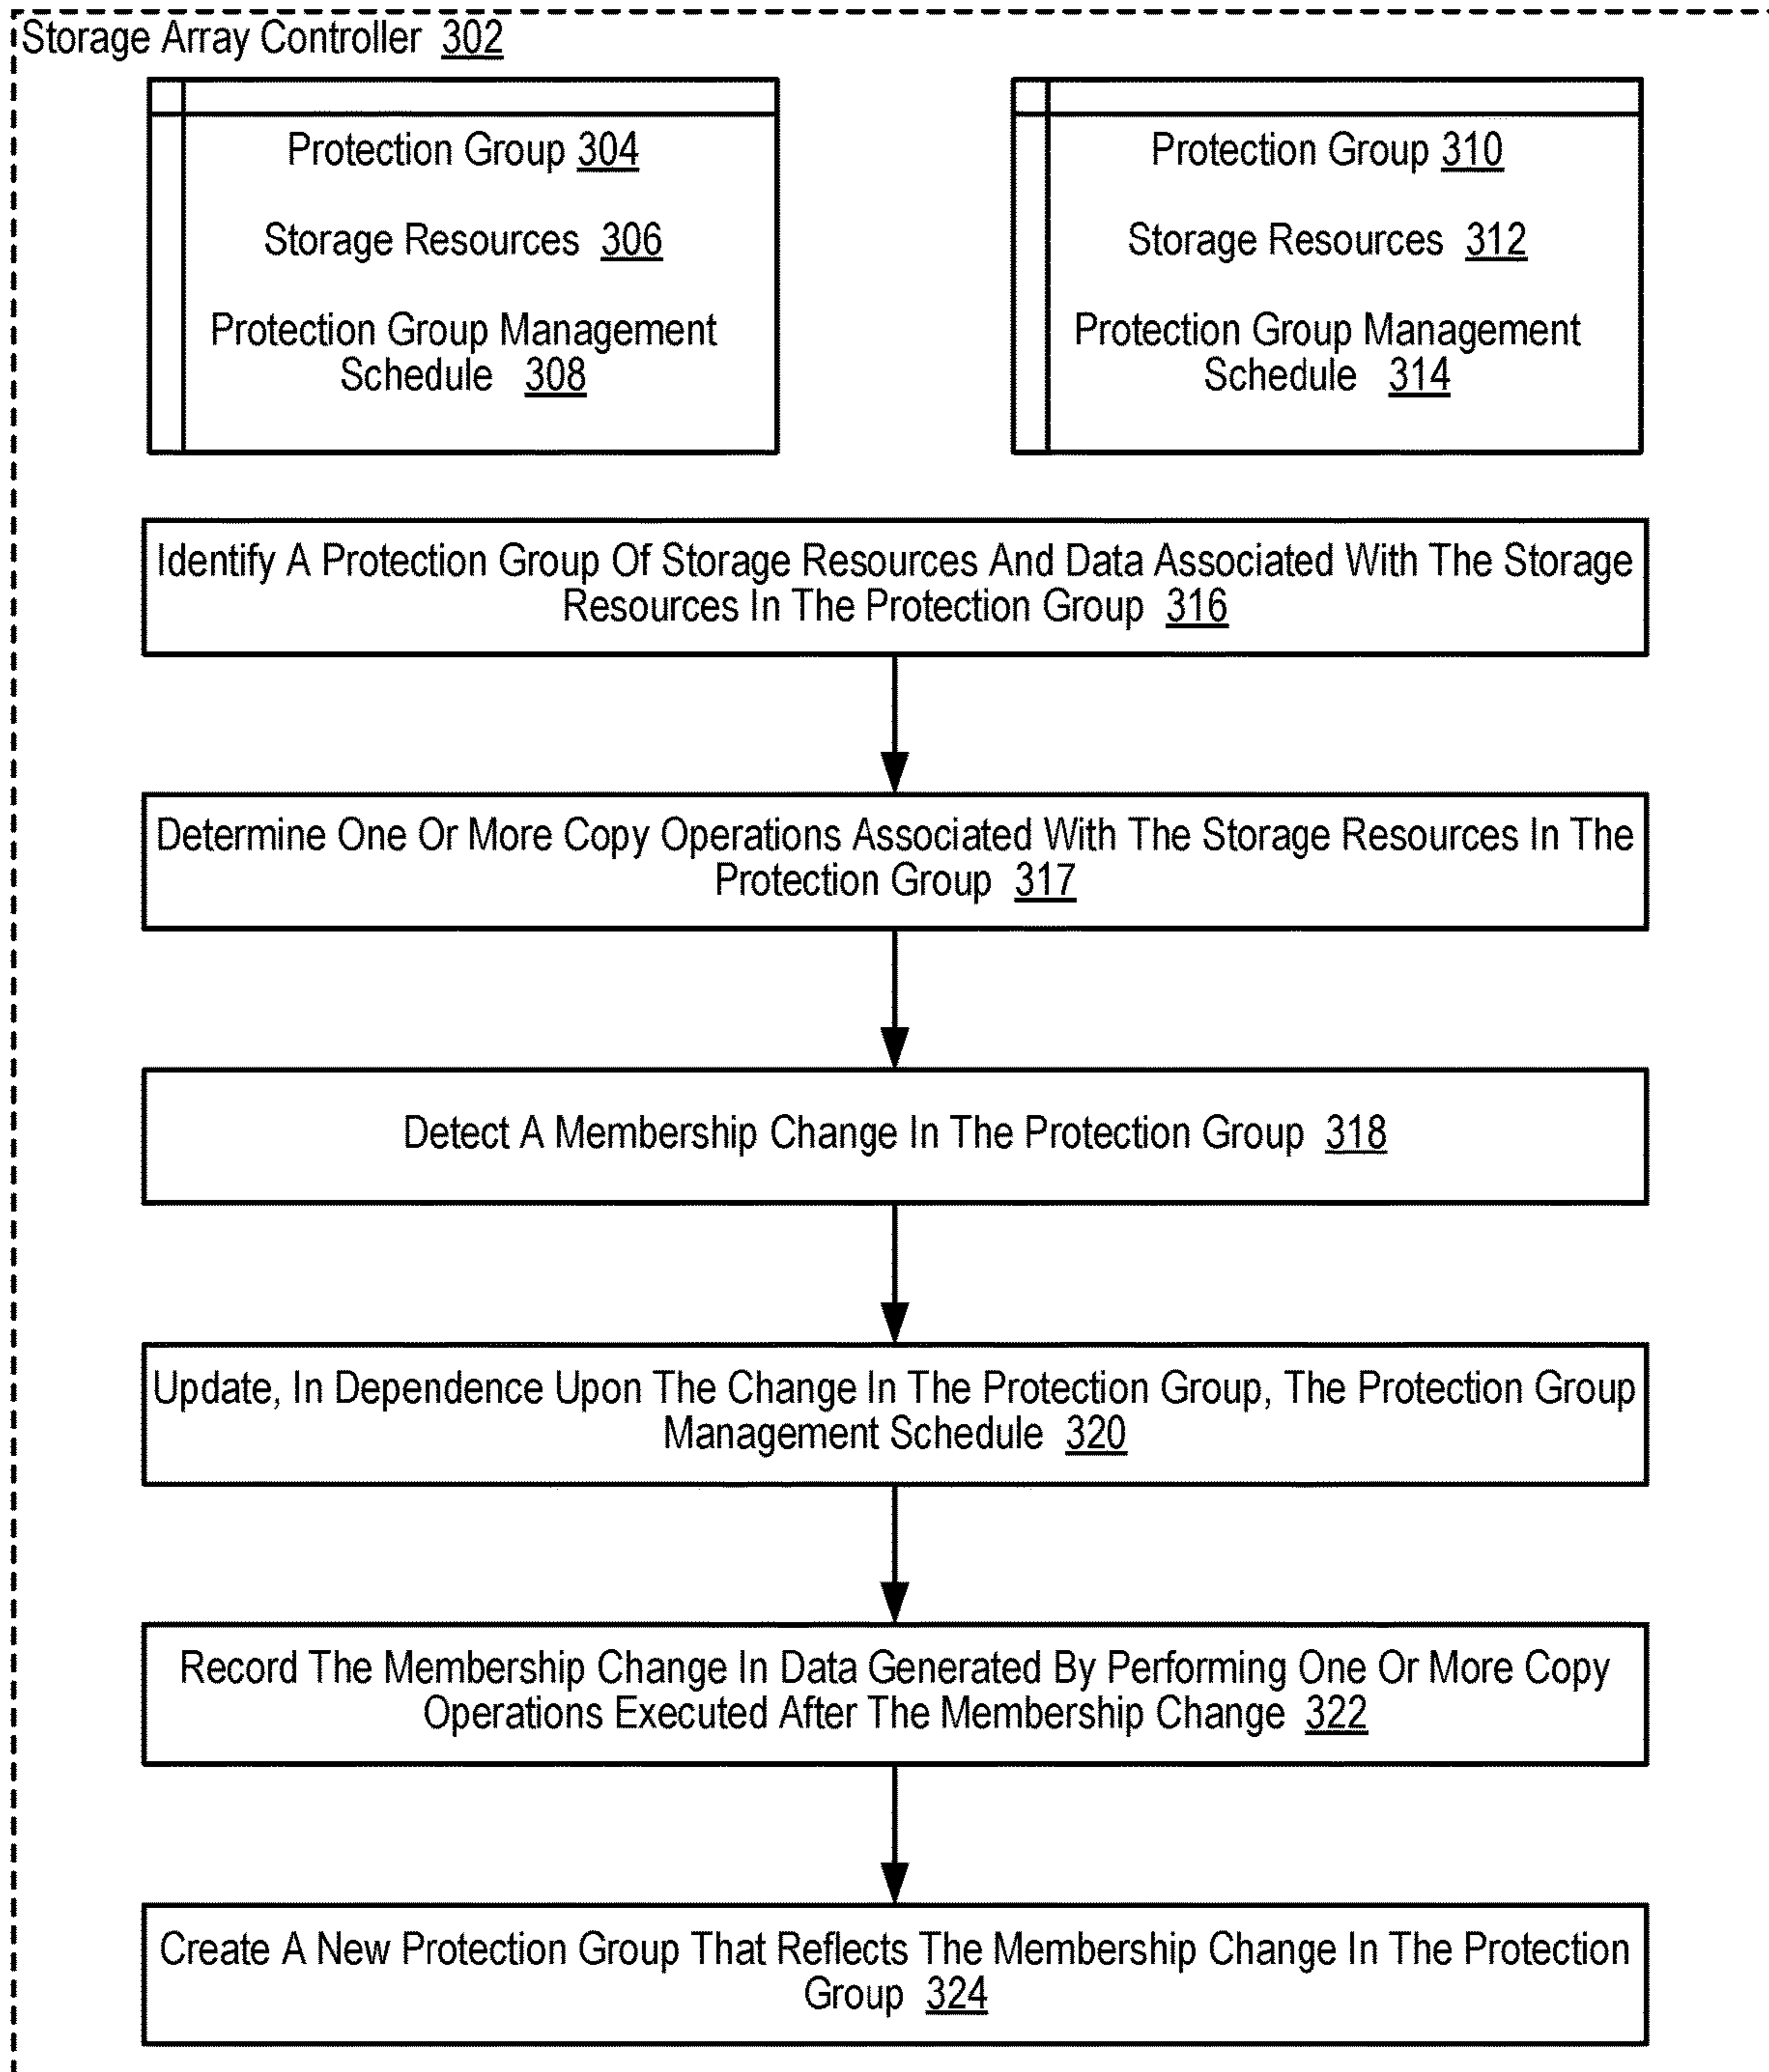 Storage Array Controller 302
Protection Group 304
Storage Resources 306
Protection Group Management
Schedule 308
Protection Group 310
Storage Resources 312
Protection Group Management
Schedule 314
Identify A Protection Group Of Storage Resources And Data Associated With The Storage
Resources In The Protection Group 316
Determine One Or More Copy Operations Associated With The Storage Resources In The
Protection Group 317
Detect A Membership Change In The Protection Group 318
Update, In Dependence Upon The Change In The Protection Group, The Protection Group
Management Schedule 320
Record The Membership Change In Data Generated By Performing One Or More Copy
Operations Executed After The Membership Change 322
Create A New Protection Group That Reflects The Membership Change In The Protection
Group 324